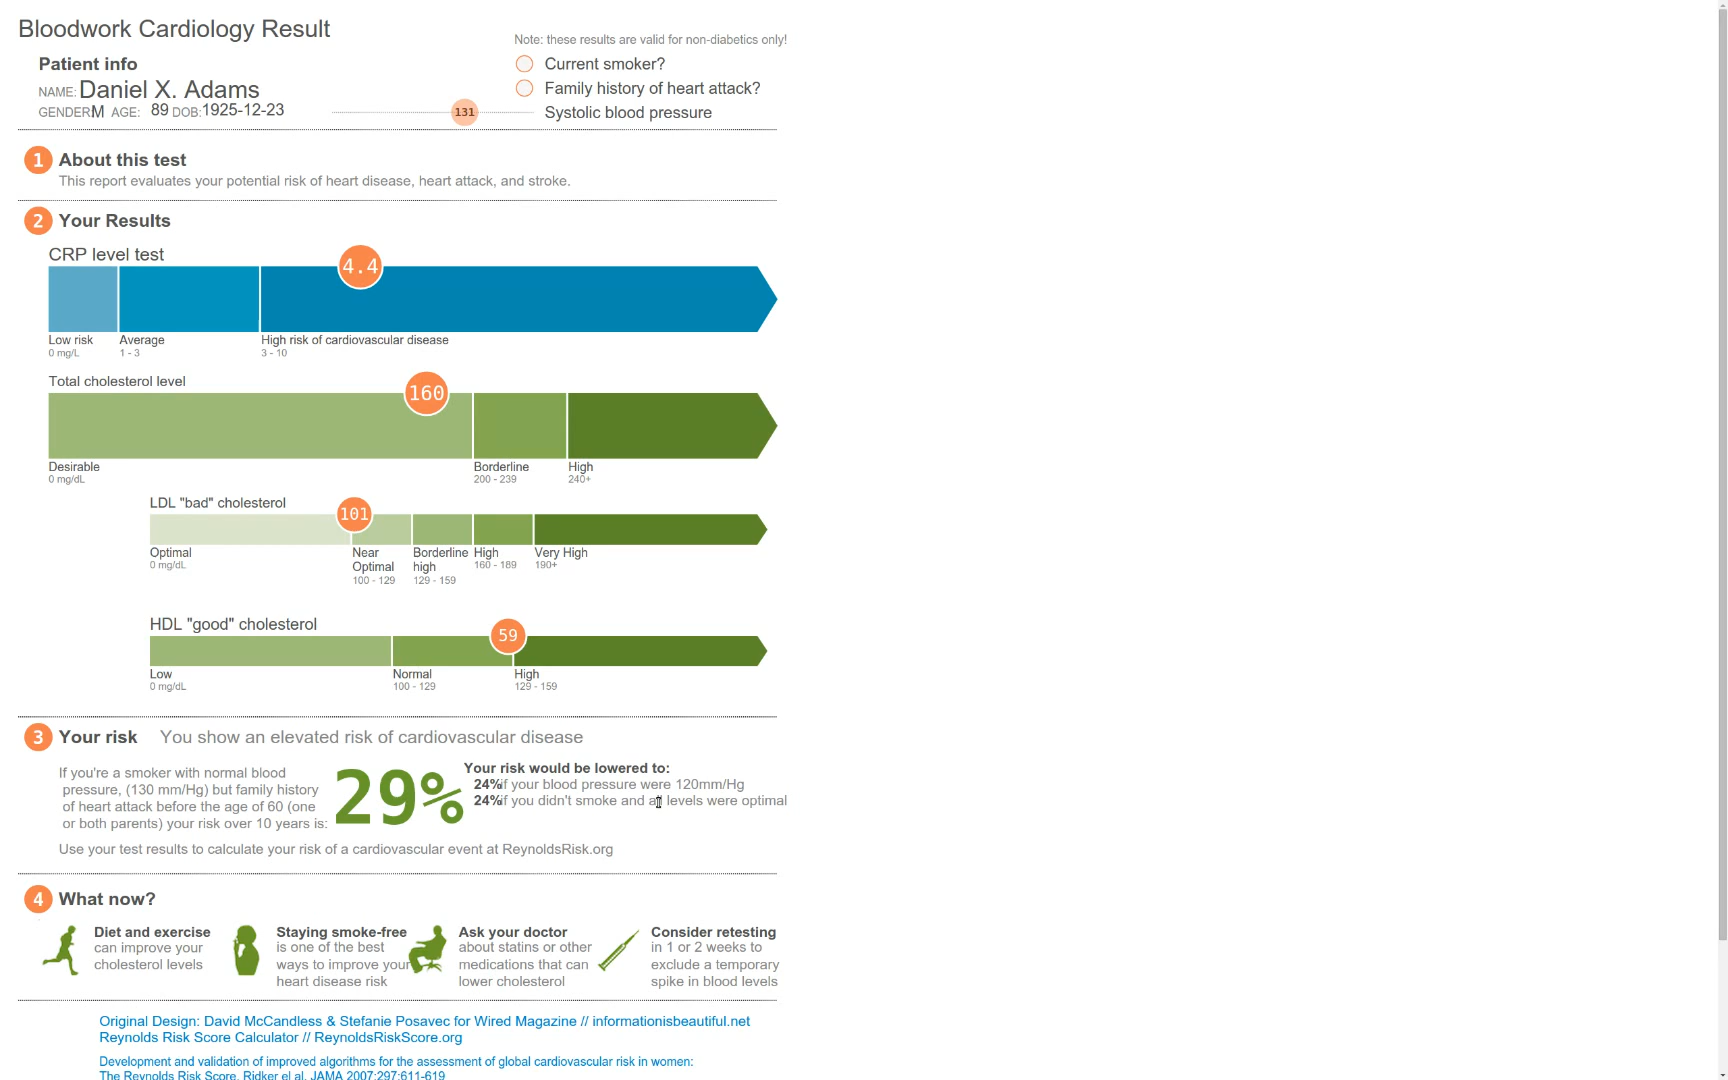 Bloodwork Cardiology Result
Note: these results are valid for non-diabetics only!
Patient info
Current smoker?
NAME: Daniel X. Adams
Family history of heart attack?
GENDER: M AGE: 89 DOB: 1925-12-23
131 Systolic blood pressure
1 About this test
This report evaluates your potential risk of heart disease, heart attack, and stroke.
2 Your Results
CRP level test
4.4
Low risk Average High risk of cardiovascular disease
0 mg/L 1 - 3 3 - 10
Total cholesterol level
160
Desirable Borderline High
0 mg/dL 200 - 239 240+
LDL "bad" cholesterol
101
Optimal Near Optimal Borderline high High Very High
0 mg/dL 100 - 129 129 - 159 160 - 189 190+
HDL "good" cholesterol
59
Low Normal High
0 mg/dL 100 - 129 129 - 159
3 Your risk You show an elevated risk of cardiovascular disease
If you're a smoker with normal blood
pressure, (130 mm/Hg) but family history
of heart attack before the age of 60 (one
or both parents) your risk over 10 years is:
29%
Your risk would be lowered to:
24% if your blood pressure were 120mm/Hg
24% if you didn't smoke and all levels were optimal
Use your test results to calculate your risk of a cardiovascular event at ReynoldsRisk.org
4 What now?
Diet and exercise
can improve your
cholesterol levels
Staying smoke-free
is one of the best
ways to improve your
heart disease risk
Ask your doctor
about statins or other
medications that can
lower cholesterol
Consider retesting
in 1 or 2 weeks to
exclude a temporary
spike in blood levels
Original Design: David McCandless & Stefanie Posavec for Wired Magazine // informationisbeautiful.net
Reynolds Risk Score Calculator // ReynoldsRiskScore.org
Development and validation of improved algorithms for the assessment of global cardiovascular risk in women:
The Reynolds Risk Score. Ridker el al. JAMA 2007;297:611-619